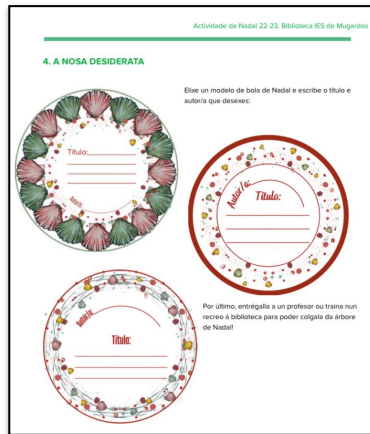 Actividade de Nadal 22-23. Biblioteca IES de Mugardos
4. A NOSA DESIDERATA
Elixe un modelo de bola de Nadal e escribe o título e
autor/a que desexes:
Título:
Autor/a:
Autor/a:
Título:
Autor/a:
Título:
Por último, entrégalla a un profesor ou traina nun
recreo á biblioteca para poder colgala da árbore
de Nadal!